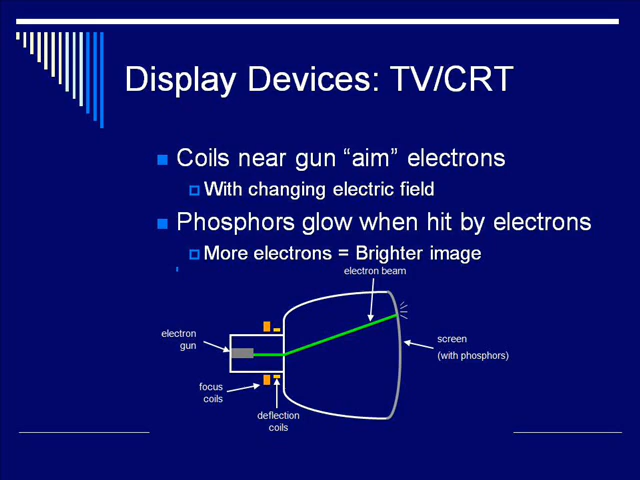 Display Devices: TV/CRT
Coils near gun “aim” electrons
With changing electric field
Phosphors glow when hit by electrons
More electrons = Brighter image
electron beam
electron
gun
screen
(with phosphors)
focus
coils
deflection
coils